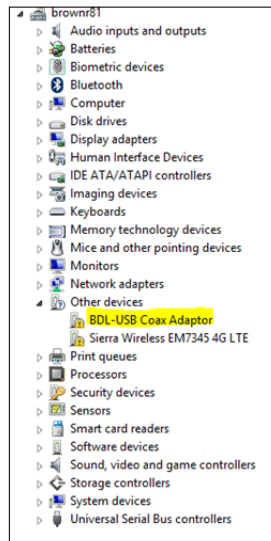 brownr81
Audio inputs and outputs
Batteries
Biometric devices
Bluetooth
Computer
Disk drives
Display adapters
Human Interface Devices
IDE ATA/ATAPI controllers
Imaging devices
Keyboards
Memory technology devices
Mice and other pointing devices
Monitors
Network adapters
Other devices
BDL-USB Coax Adaptor
Sierra Wireless EM7345 4G LTE
Print queues
Processors
Security devices
Sensors
Smart card readers
Software devices
Sound, video and game controllers
Storage controllers
System devices
Universal Serial Bus controllers